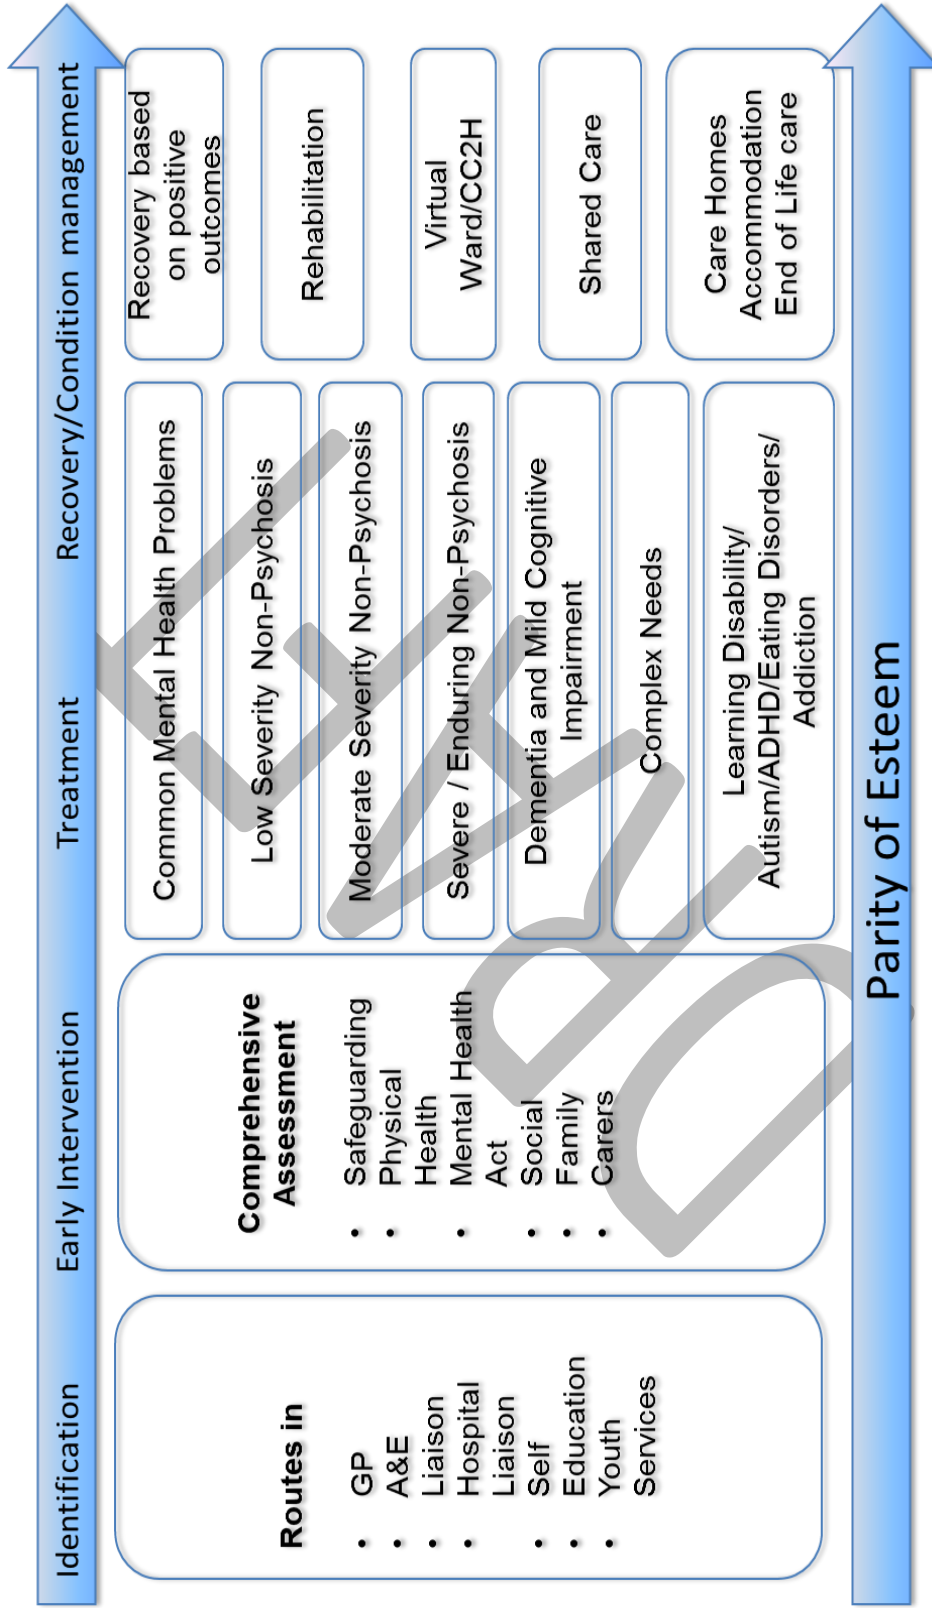 Identification Early Intervention Treatment Recovery/Condition management
Routes in
• GP
• A&E
• Liaison
• Hospital
Liaison
• Self
• Education
• Youth
Services
Comprehensive
Assessment
• Safeguarding
• Physical
Health
• Mental Health
Act
• Social
• Family
• Carers
Common Mental Health Problems
Low Severity Non-Psychosis
Moderate Severity Non-Psychosis
Severe / Enduring Non-Psychosis
Dementia and Mild Cognitive
Impairment
Complex Needs
Learning Disability/
Autism/ADHD/Eating Disorders/
Addiction
Recovery based
on positive
outcomes
Rehabilitation
Virtual
Ward/CC2H
Shared Care
Care Homes
Accommodation
End of Life care
Parity of Esteem
DRAFT